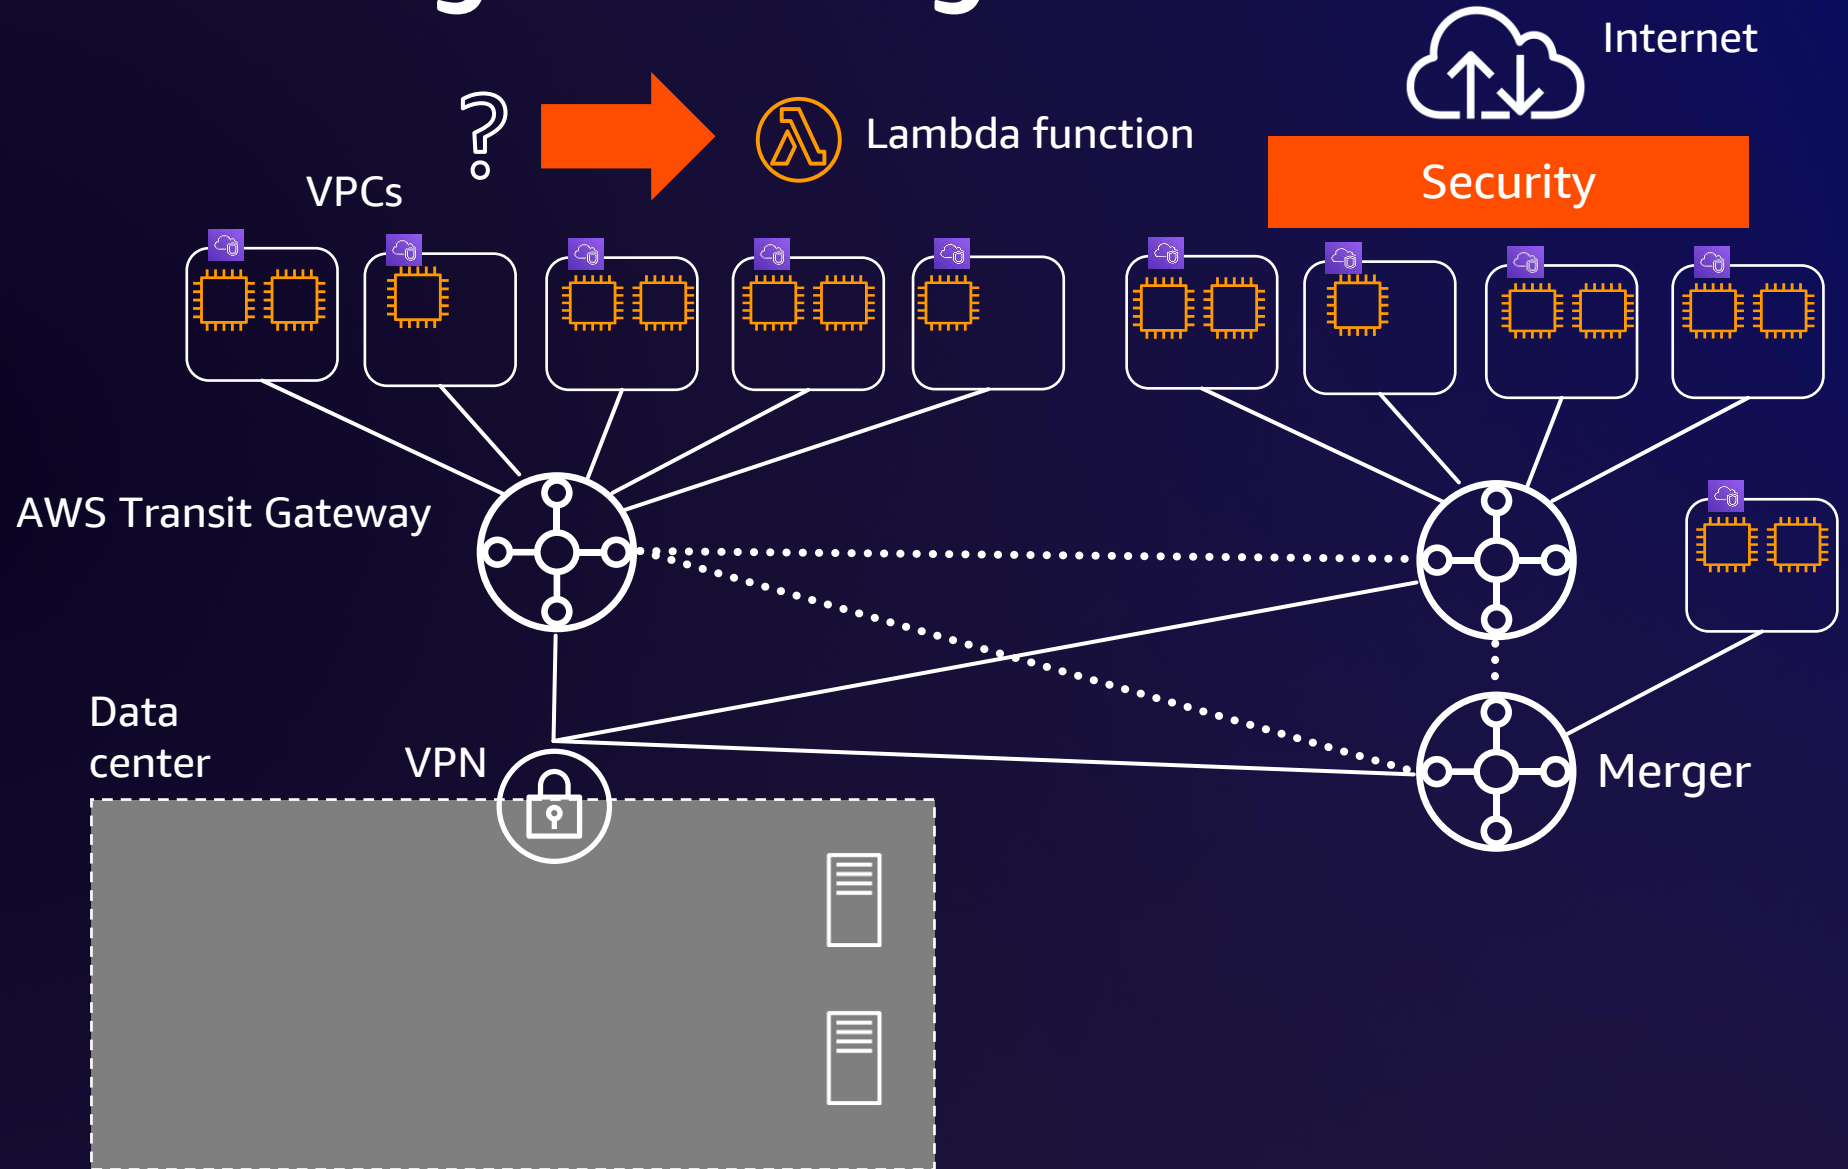 Internet
?
Lambda function
Security
VPCs
AWS Transit Gateway
Data
center
VPN
Merger